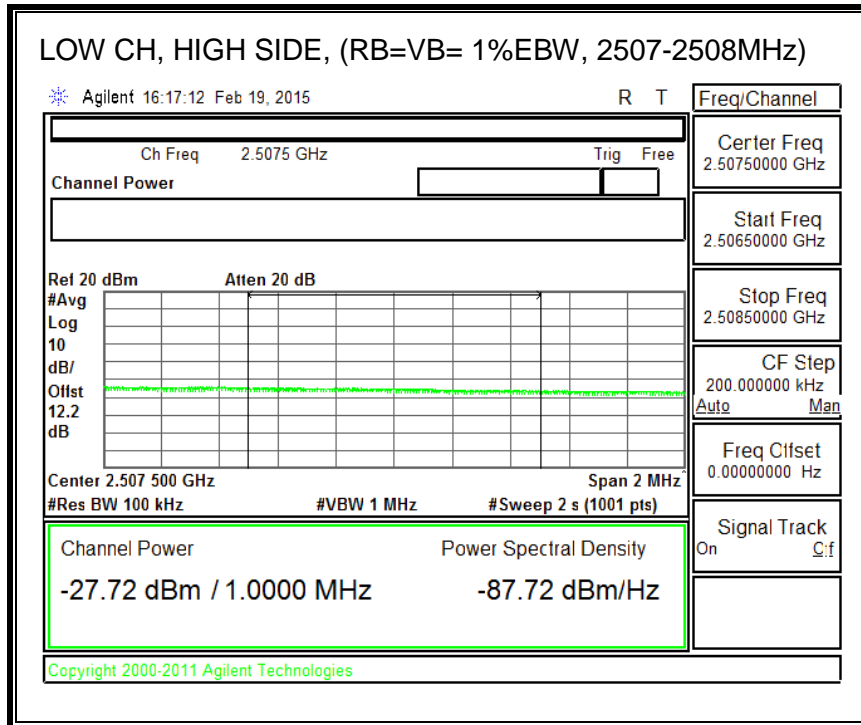 LOW CH, HIGH SIDE, (RB=VB= 1%EBW, 2507-2508MHz)
Agilent 16:17:12 Feb 19, 2015 R T
Ch Freq 2.5075 GHz Trig Free
Channel Power
Ref 20 dBm Atten 20 dB
#Avg
Log
10
dB/
Offst
12.2
dB
Center 2.507 500 GHz Span 2 MHz^
#Res BW 100 kHz #VBW 1 MHz #Sweep 2 s (1001 pts)
Channel Power Power Spectral Density
-27.72 dBm / 1.0000 MHz -87.72 dBm/Hz
Copyright 2000-2011 Agilent Technologies
Freq/Channel
Center Freq
2.50750000 GHz
Start Freq
2.50650000 GHz
Stop Freq
2.50850000 GHz
CF Step
200.000000 kHz
Auto Man
Freq Offset
0.00000000 Hz
Signal Track
On Off